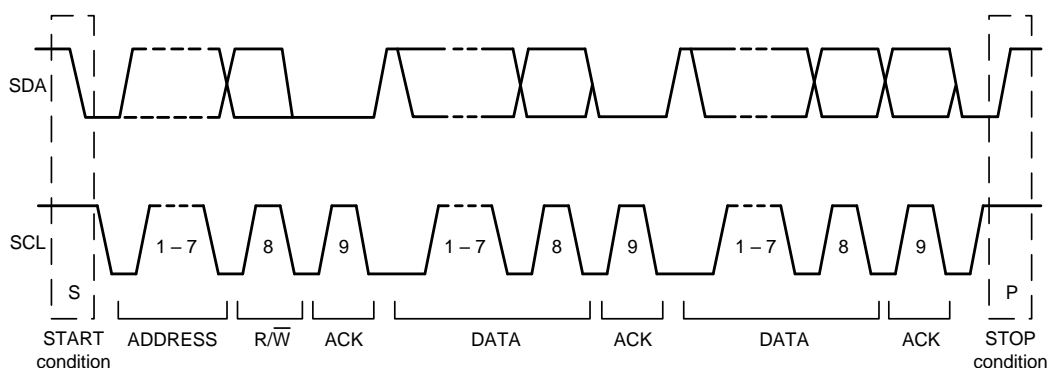 SDA
SCL
1 – 7 8 9 1 – 7 8 9 1 – 7 8 9
S P
START condition ADDRESS R/W̅ ACK DATA ACK DATA ACK STOP condition